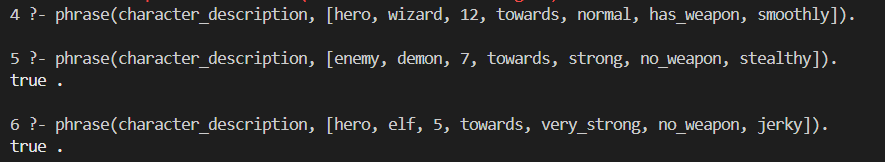 4 ?- phrase(character_description, [hero, wizard, 12, towards, normal, has_weapon, smoothly]).
5 ?- phrase(character_description, [enemy, demon, 7, towards, strong, no_weapon, stealthy]).
true .
6 ?- phrase(character_description, [hero, elf, 5, towards, very_strong, no_weapon, jerky]).
true .